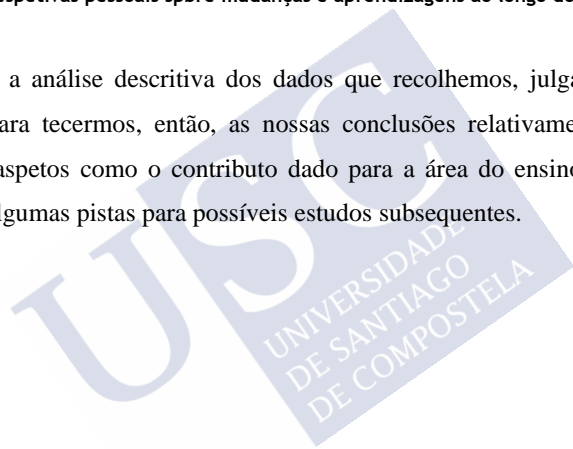 spetivas pessoais sobre mudanças e aprendizagens ao longo do
a análise descritiva dos dados que recolhemos, julga
ara tecermos, então, as nossas conclusões relativame
aspetos como o contributo dado para a área do ensino
lgumas pistas para possíveis estudos subsequentes.
USC
UNIVERSIDADE
DE SANTIAGO
DE COMPOSTELA